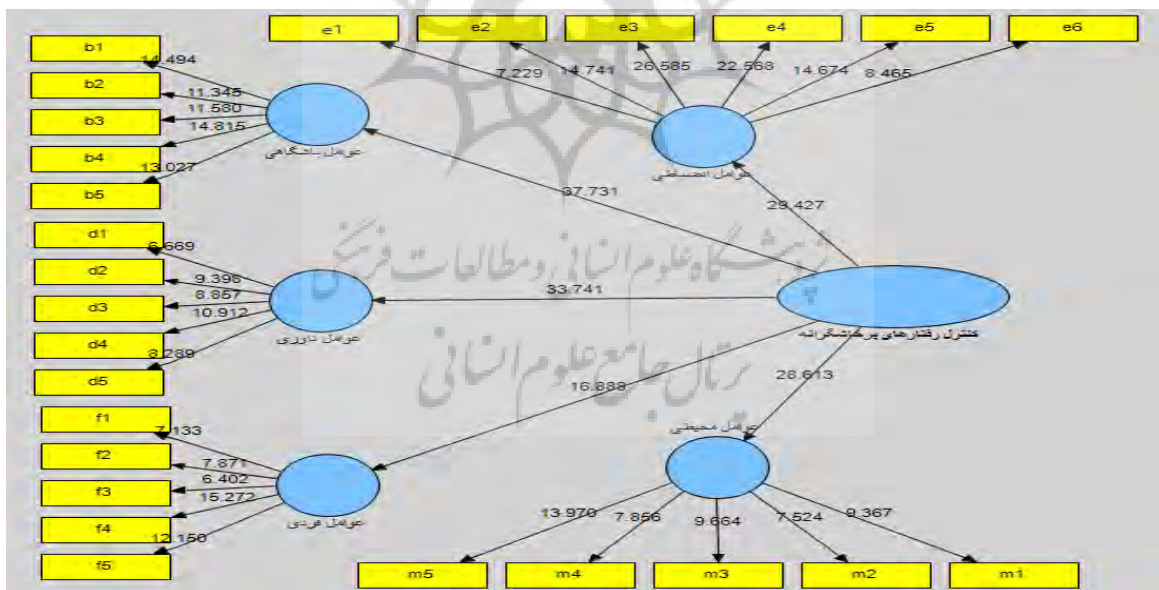 e1
e2
e3
e4
e5
e6
7.229
14.741
26.585
22.568
14.674
8.465
عوامل انضباطی
b1
b2
b3
b4
b5
14.494
11.345
11.580
14.815
13.027
عوامل باشگاهی
37.731
29.427
d1
d2
d3
d4
d5
6.669
9.396
8.857
10.912
8.289
عوامل داوری
33.741
کنترل رفتارهای پرخاشگرانه
پژوهشگاه علوم انسانی و مطالعات فرهنگی
پرتال جامع علوم انسانی
f1
f2
f3
f4
f5
7.133
7.871
6.402
15.272
12.150
عوامل فردی
16.888
28.613
عوامل محیطی
13.970
7.856
9.664
7.524
9.367
m5
m4
m3
m2
m1